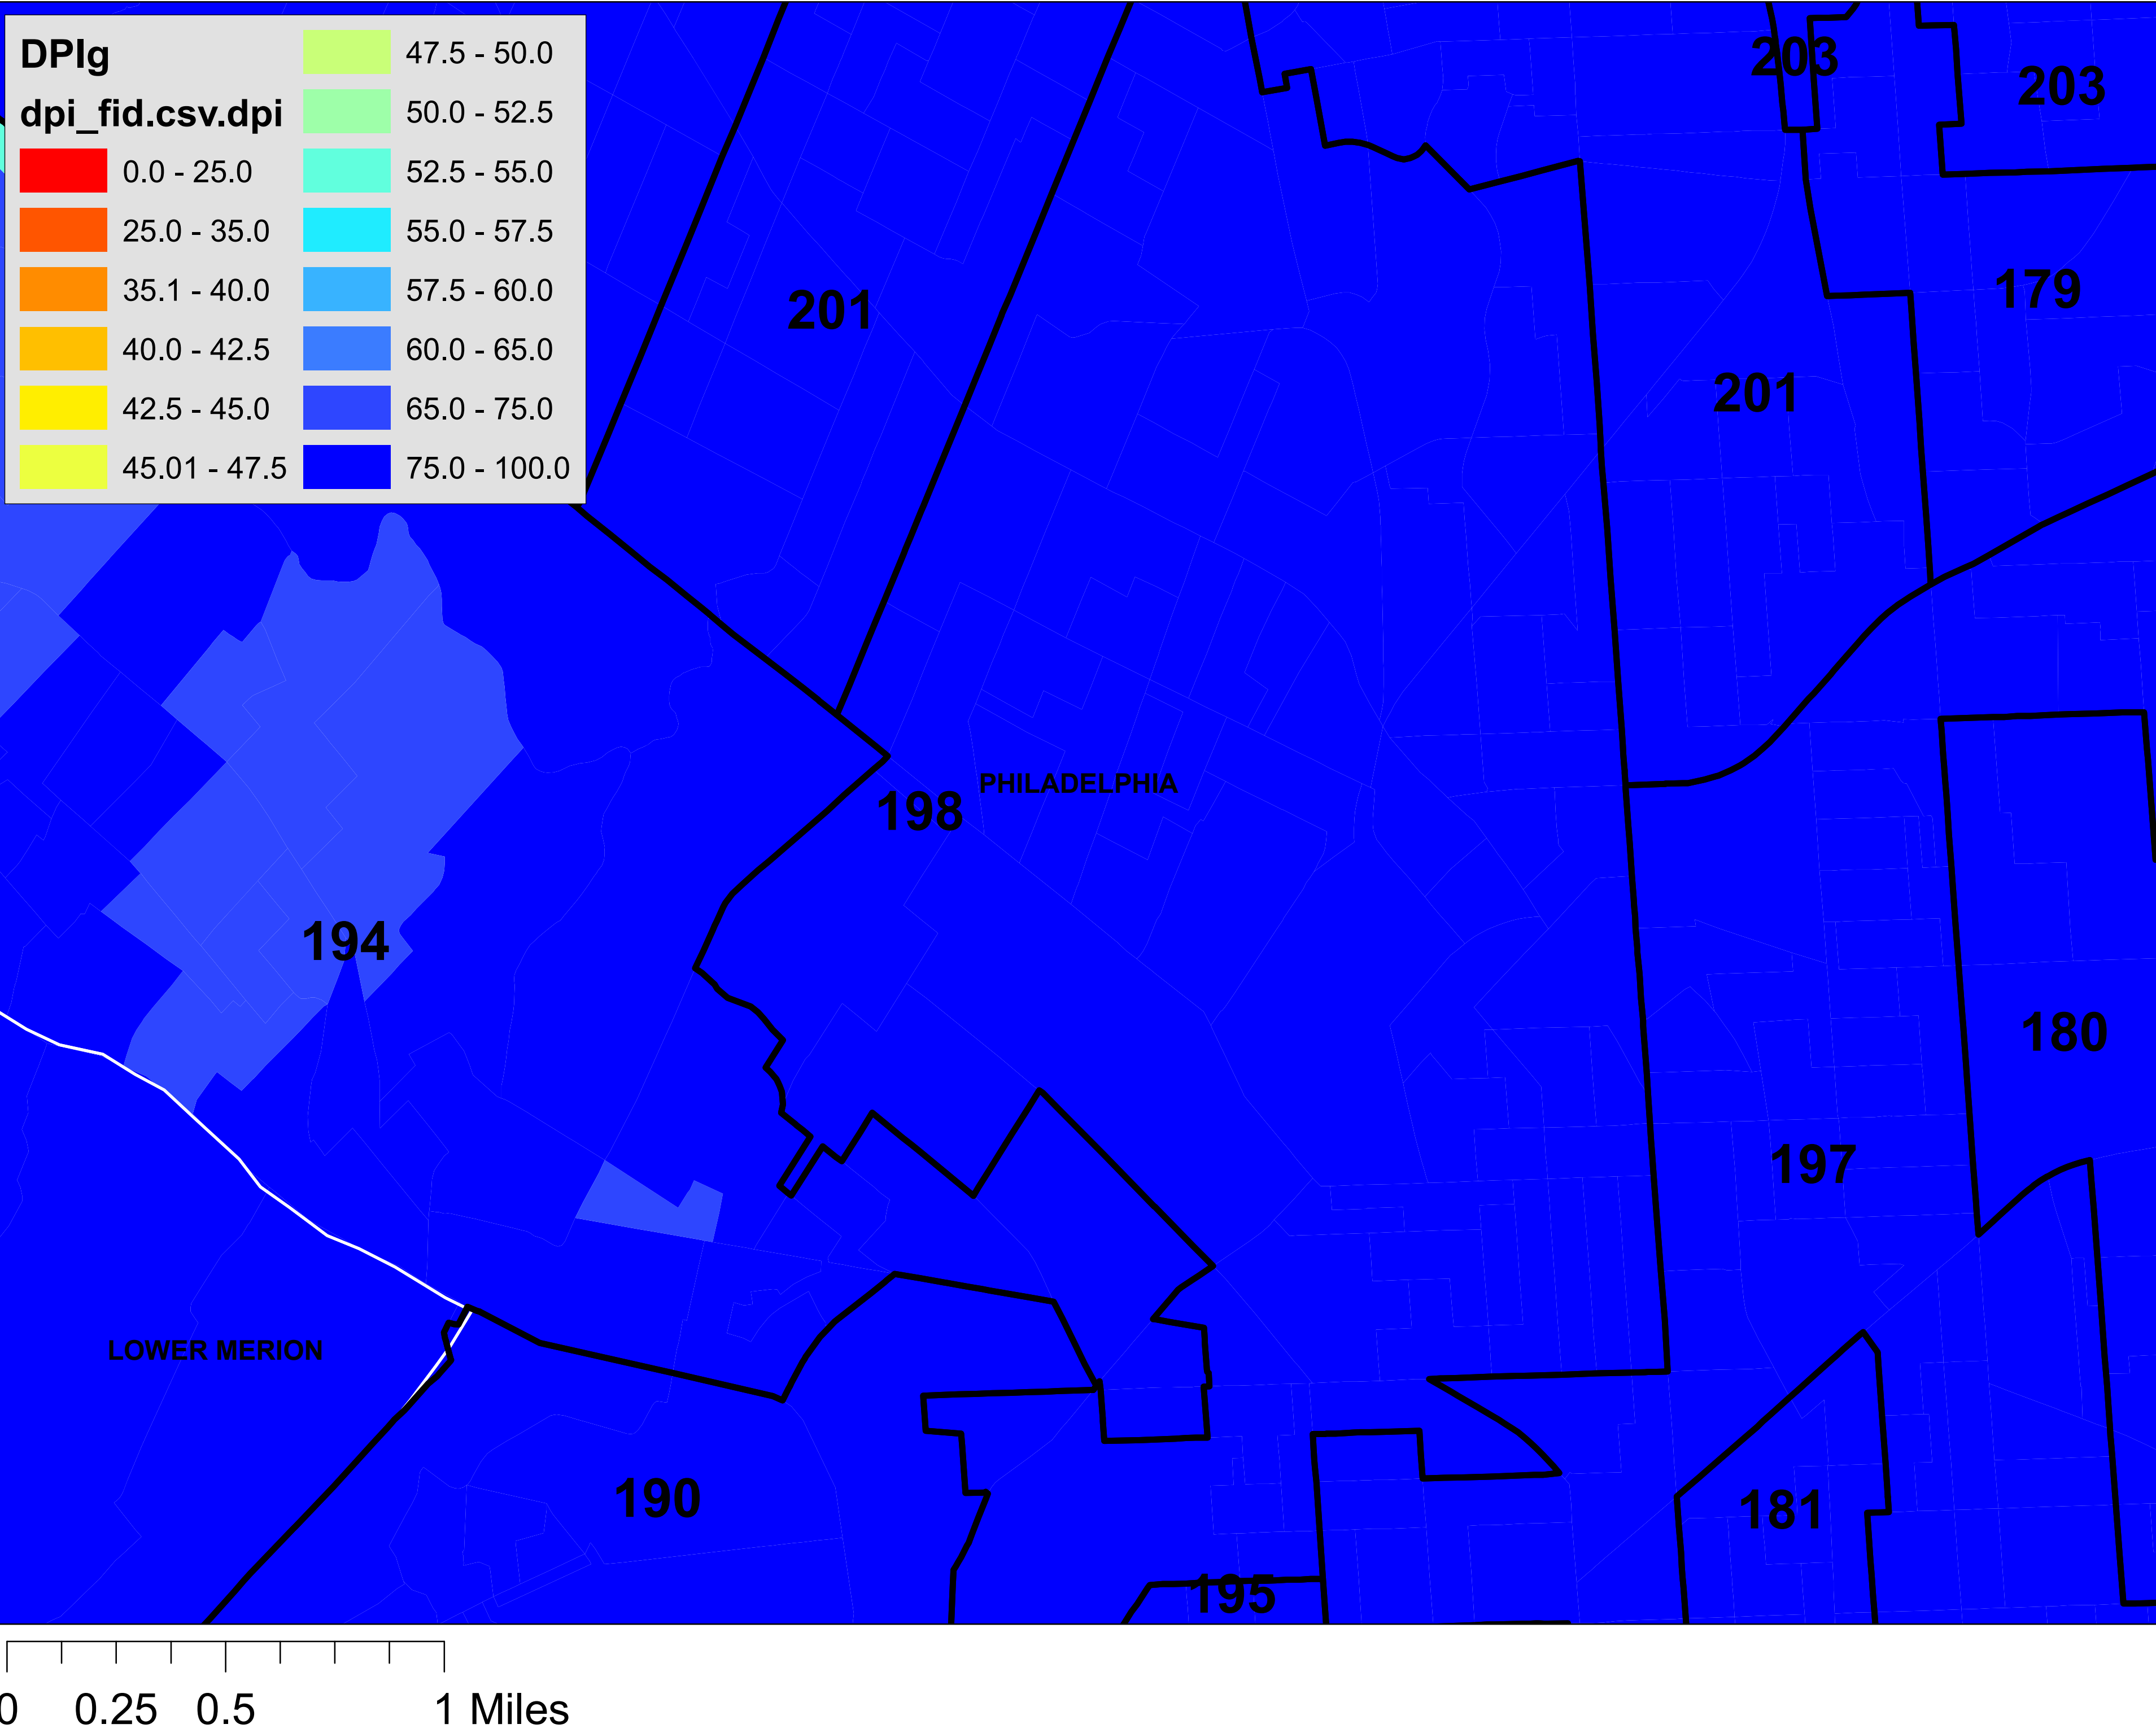 DPIg
dpi_fid.csv.dpi
0.0 - 25.0
25.0 - 35.0
35.1 - 40.0
40.0 - 42.5
42.5 - 45.0
45.01 - 47.5
47.5 - 50.0
50.0 - 52.5
52.5 - 55.0
55.0 - 57.5
57.5 - 60.0
60.0 - 65.0
65.0 - 75.0
75.0 - 100.0
203
203
179
201
201
PHILADELPHIA
198
194
180
197
LOWER MERION
190
181
195
0 0.25 0.5 1 Miles